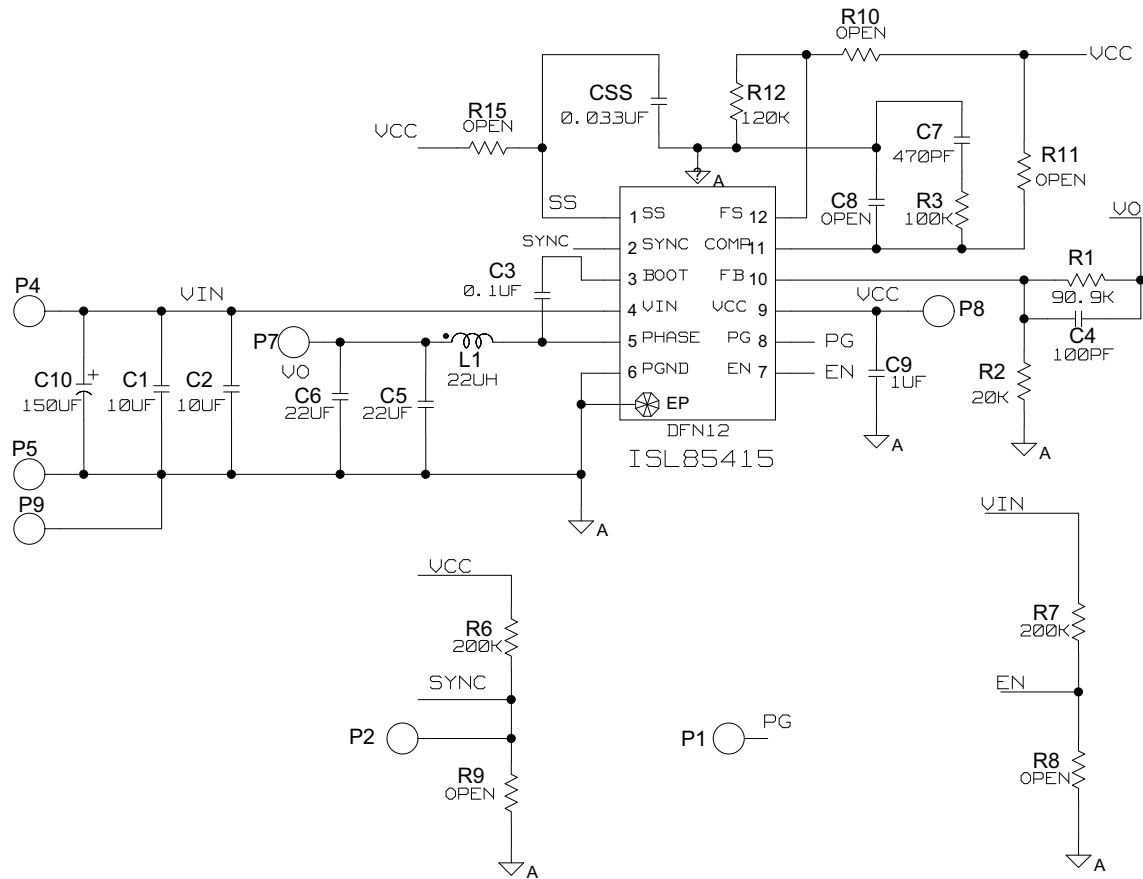 R10
OPEN
VCC
CSS
0.033UF
R12
120K
R15
OPEN
VCC
C7
470PF
R11
OPEN
?
A
SS
C8
OPEN
R3
100K
VO
1 SS FS 12
SYNC
2 SYNC COMP 11
3 BOOT FB 10
4 VIN VCC 9
5 PHASE PG 8
6 PGND EN 7
EP
DFN12
ISL85415
C3
0.1UF
R1
90.9K
C4
100PF
P4
VIN
VCC
P8
P7
VO
L1
22UH
PG
EN
C9
1UF
R2
20K
C10
+
150UF
C1
10UF
C2
10UF
C6
22UF
C5
22UF
A
A
P5
P9
A
VIN
VCC
R6
200K
R7
200K
SYNC
EN
P2
P1
PG
R9
OPEN
R8
OPEN
A
A